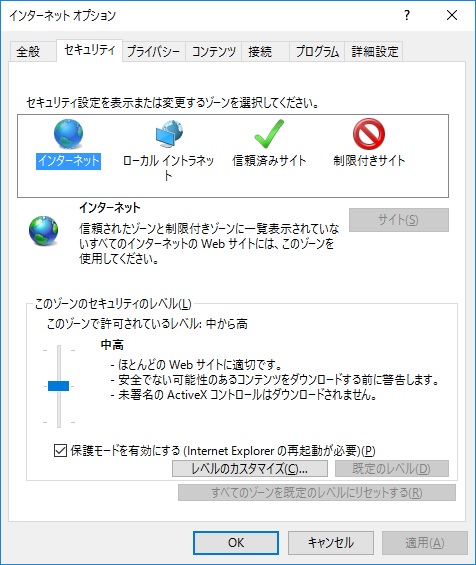 インターネット オプション
? ×
全般 セキュリティ プライバシー コンテンツ 接続 プログラム 詳細設定
セキュリティ設定を表示または変更するゾーンを選択してください。
インターネット ローカル イントラネッ 信頼済みサイト 制限付きサイト
ト
インターネット
サイト(S)
信頼されたゾーンと制限付きゾーンに一覧表示されていな
いすべてのインターネットの Web サイトには、このゾーンを
使用してください。
このゾーンのセキュリティのレベル(L)
このゾーンで許可されているレベル: 中から高
中高
- ほとんどの Web サイトに適切です。
- 安全でない可能性のあるコンテンツをダウンロードする前に警告します。
- 未署名の ActiveX コントロールはダウンロードされません。
保護モードを有効にする (Internet Explorer の再起動が必要)(P)
レベルのカスタマイズ(C)... 既定のレベル(D)
すべてのゾーンを既定のレベルにリセットする(R)
OK キャンセル 適用(A)